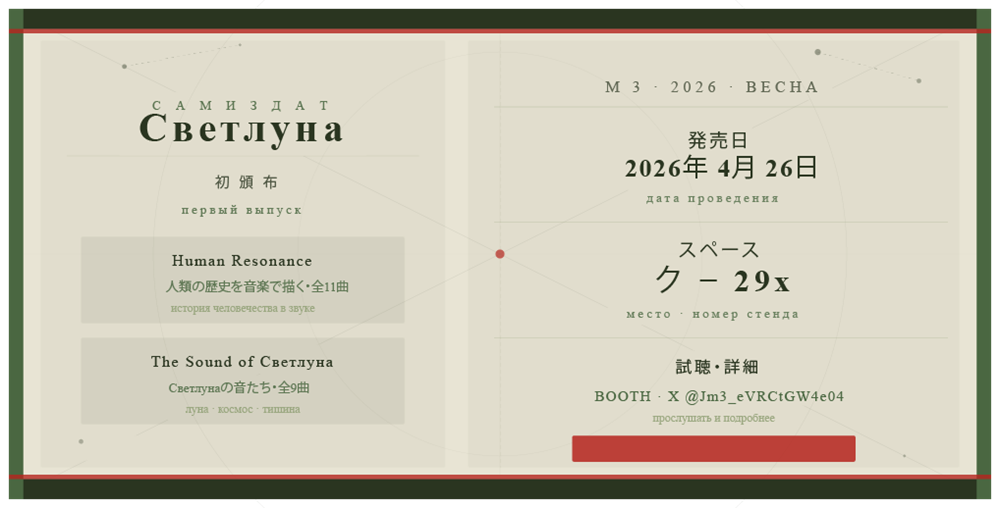 САМИЗДАТ
Светлуна
初頒布
первый выпуск
Human Resonance
人類の歴史を音楽で描く・全11曲
история человечества в звуке
The Sound of Светлуна
Светлунаの音たち・全9曲
луна · космос · тишина
М3 · 2026 · ВЕСНА
発売日
2026年 4月 26日
дата проведения
スペース
ク − 29x
место · номер стенда
試聴・詳細
BOOTH · X @Jm3_eVRCtGW4e04
прослушать и подробнее